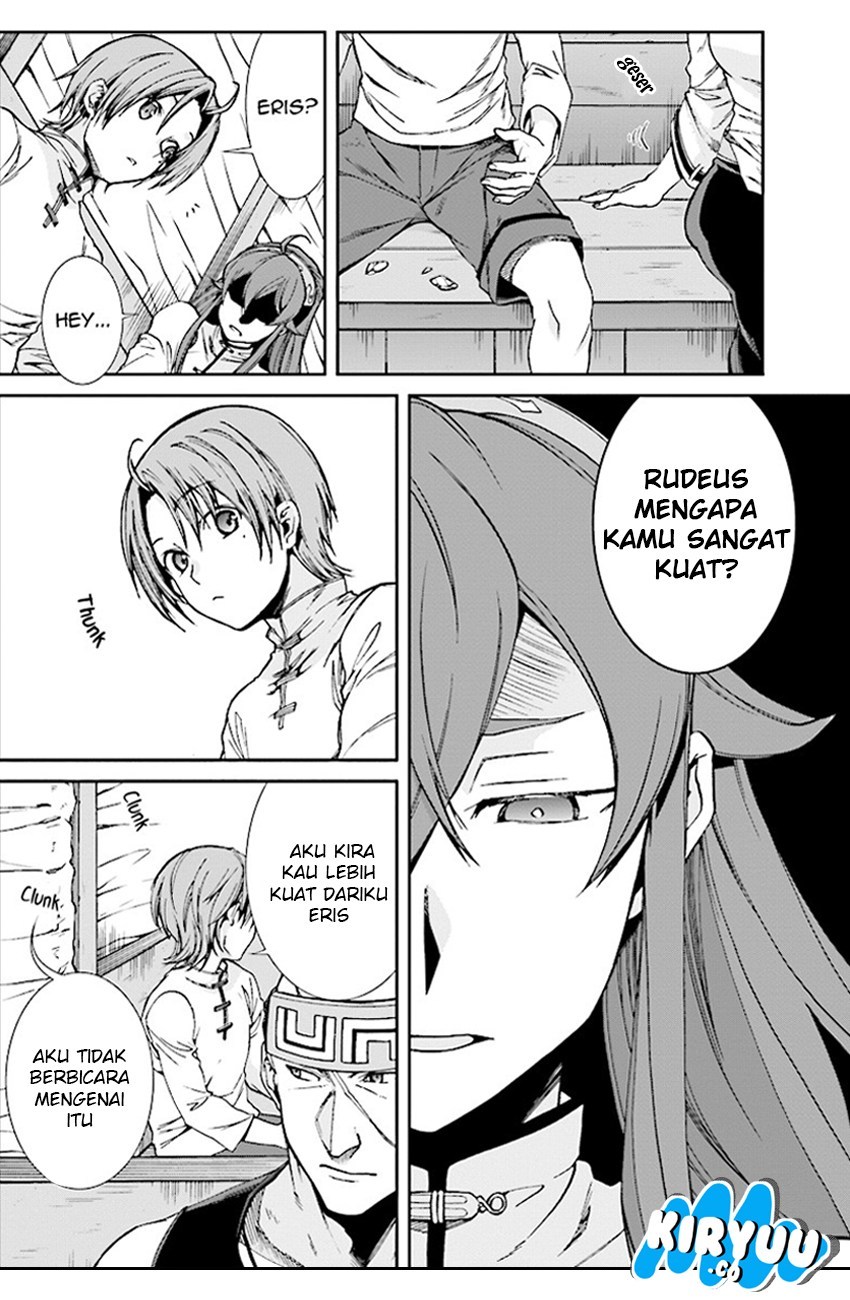 geser
ERIS?
HEY...
RUDEUS
MENGAPA
KAMU SANGAT
KUAT?
Thunk
AKU KIRA
KAU LEBIH
KUAT DARIKU
ERIS
Clunk
Clunk
AKU TIDAK
BERBICARA
MENGENAI
ITU
KIRYUU
.CO